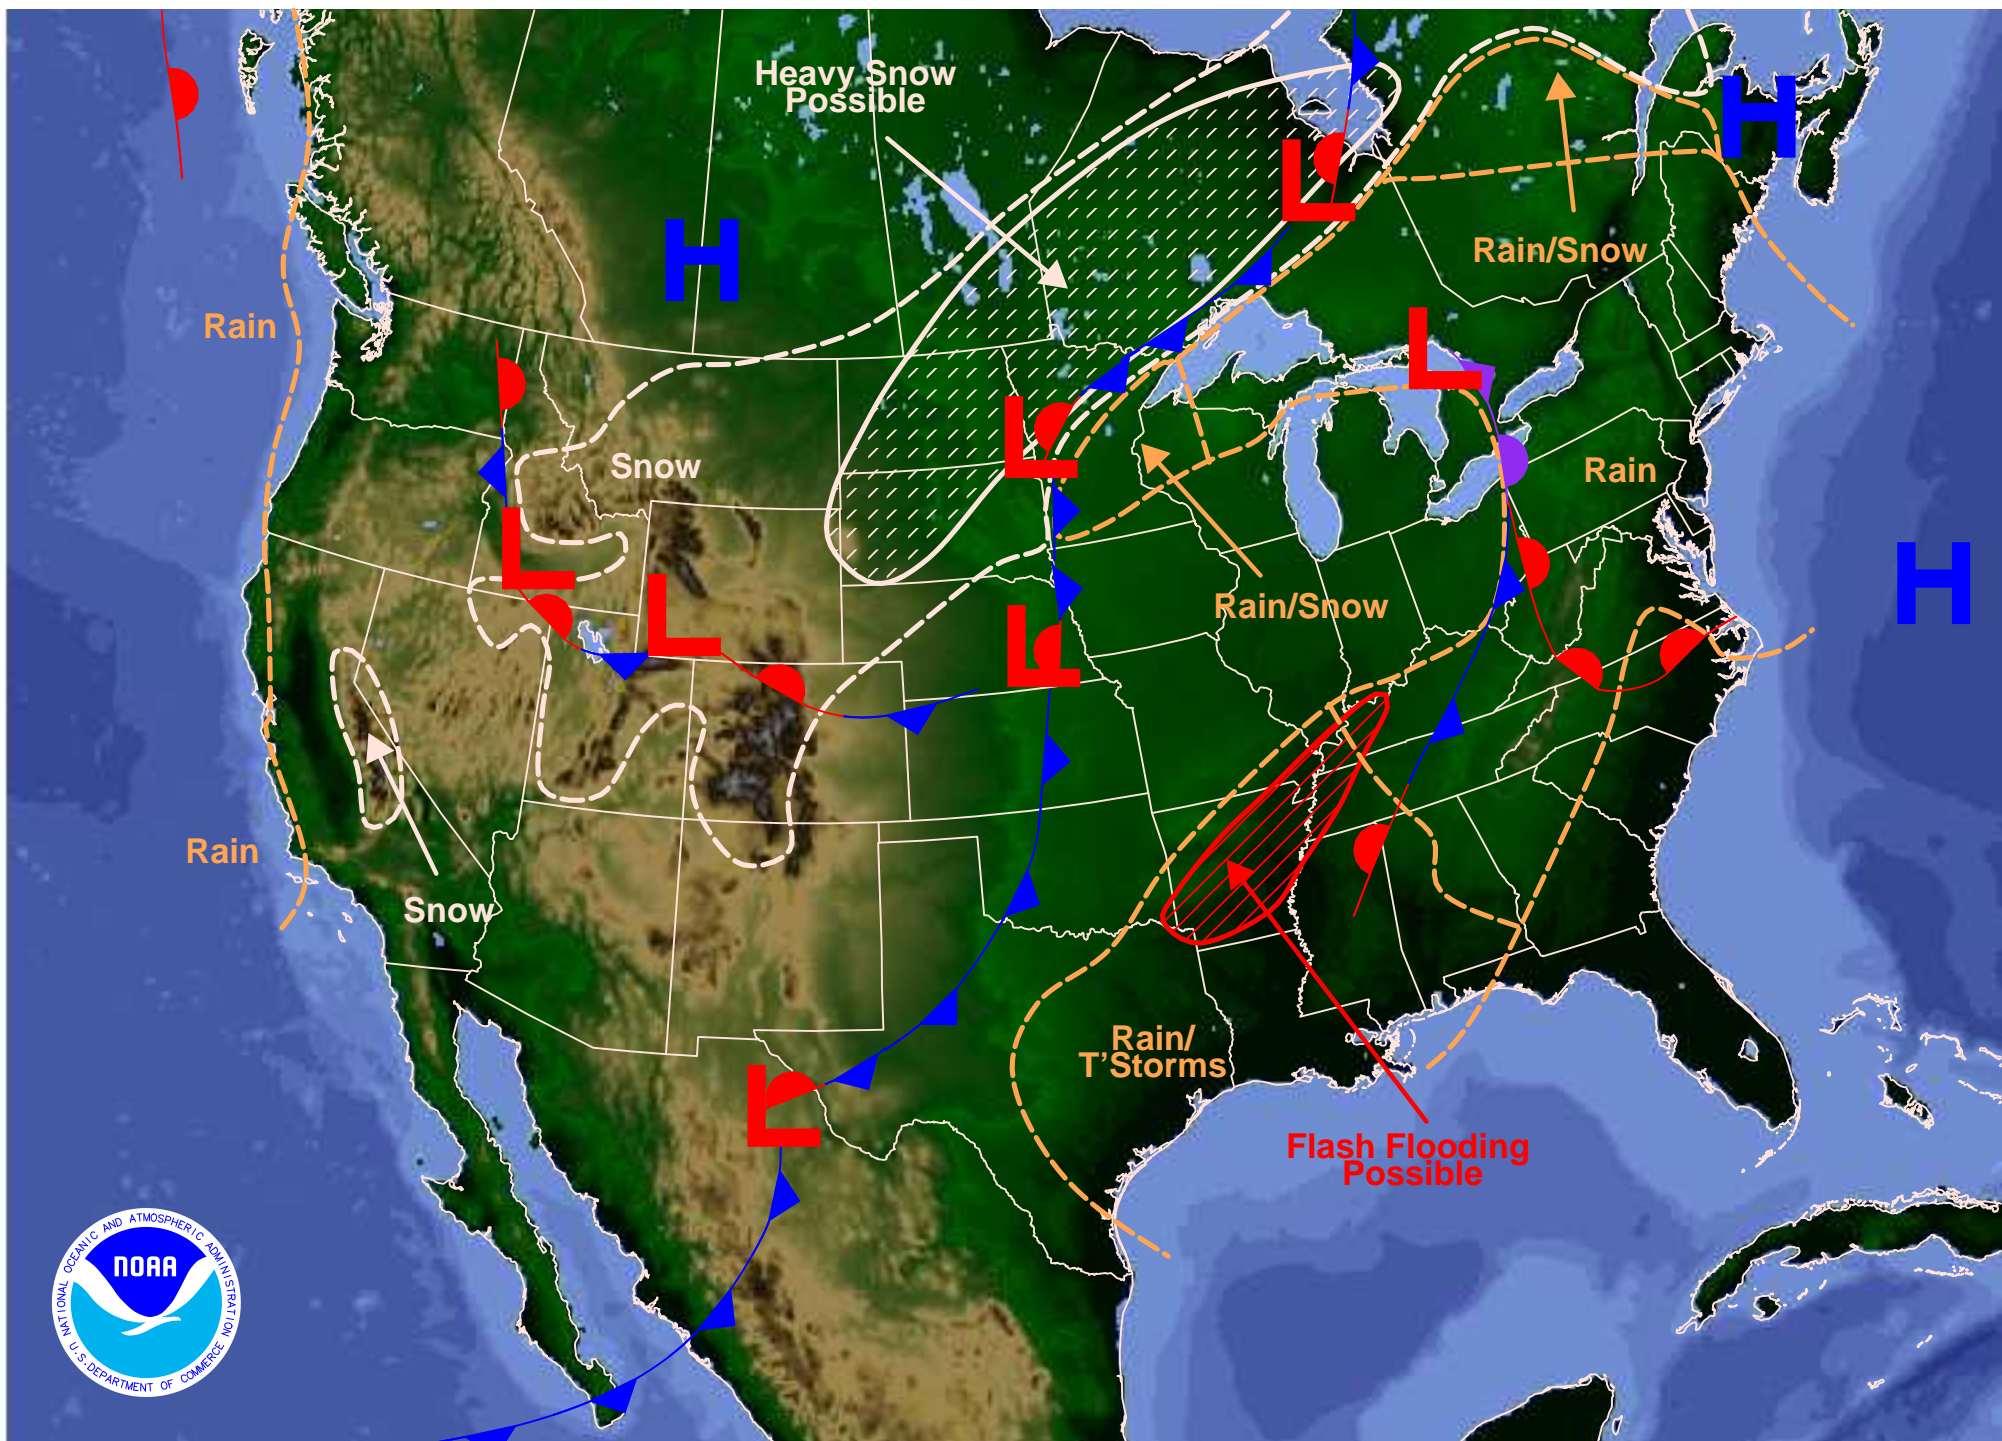 Heavy Snow
Possible
H
H
L
Rain/Snow
Rain
L
L
Snow
Rain
L
H
L
L
Rain/Snow
Rain
Snow
Rain/
T'Storms
L
Flash Flooding
Possible
NATIONAL OCEANIC AND ATMOSPHERIC ADMINISTRATION
NOAA
U.S. DEPARTMENT OF COMMERCE